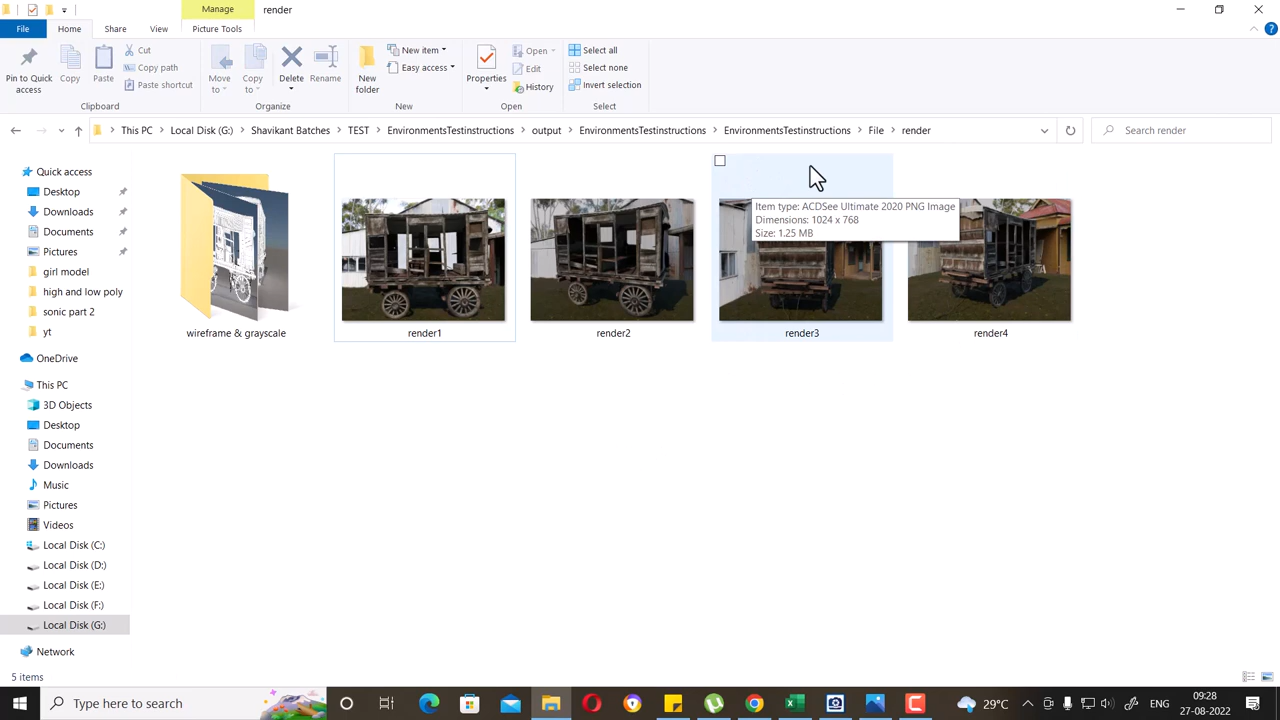 Manage
render
File
Home
Share
View
Picture Tools
Pin to Quick
access
Copy
Paste
Cut
Copy path
Paste shortcut
Clipboard
Move
to
Copy
to
Delete
Rename
Organize
New
folder
New item
Easy access
New
Properties
Open
Edit
History
Open
Select all
Select none
Invert selection
Select
This PC
Local Disk (G:)
Shavikant Batches
TEST
EnvironmentsTestinstructions
output
EnvironmentsTestinstructions
EnvironmentsTestinstructions
File
render
Search render
Quick access
Desktop
Downloads
Documents
Pictures
girl model
high and low poly
sonic part 2
yt
OneDrive
This PC
3D Objects
Desktop
Documents
Downloads
Music
Pictures
Videos
Local Disk (C:)
Local Disk (D:)
Local Disk (E:)
Local Disk (F:)
Local Disk (G:)
Network
wireframe & grayscale
render1
render2
render3
render4
Item type: ACDSee Ultimate 2020 PNG Image
Dimensions: 1024 x 768
Size: 1.25 MB
5 items
Type here to search
29°C
ENG
09:28
27-08-2022